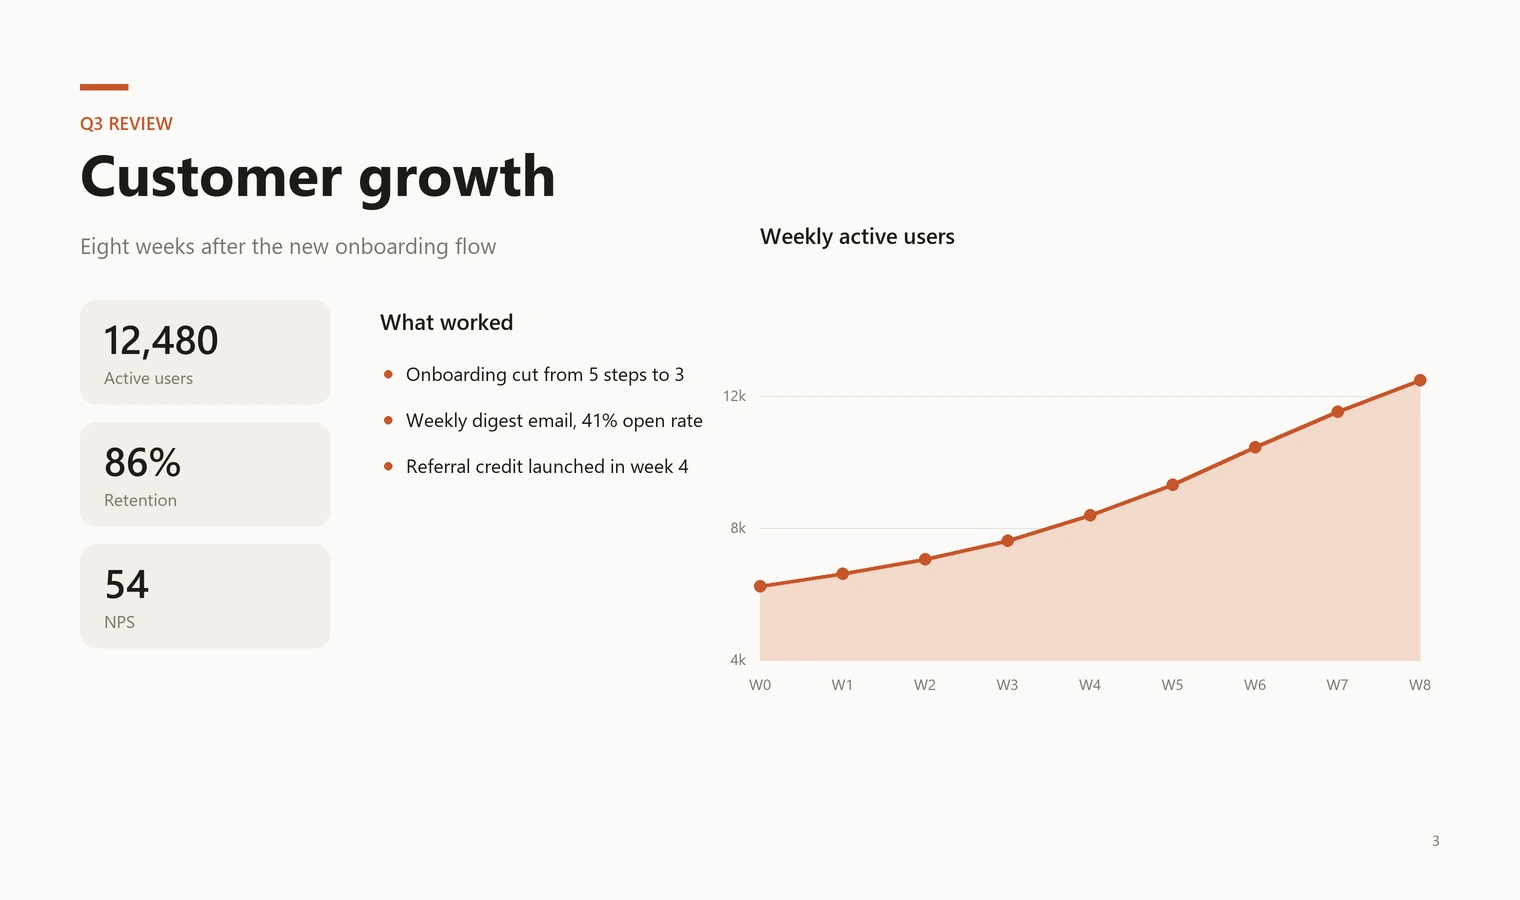 Q3 REVIEW
Customer growth
Eight weeks after the new onboarding flow
12,480
Active users
86%
Retention
54
NPS
What worked
Onboarding cut from 5 steps to 3
Weekly digest email, 41% open rate
Referral credit launched in week 4
Weekly active users
12k
8k
4k
W0 W1 W2 W3 W4 W5 W6 W7 W8
3